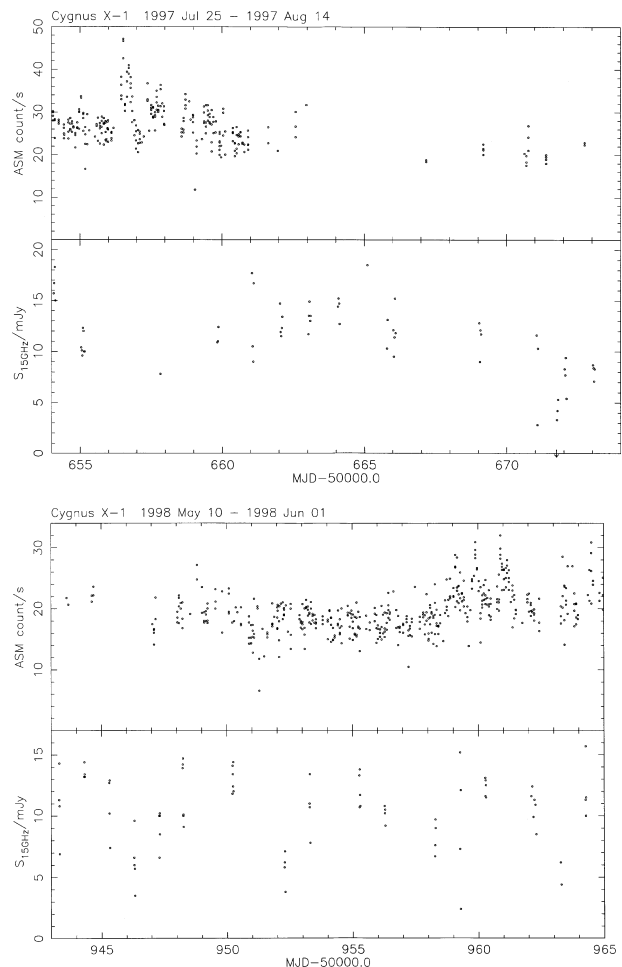 Cygnus X-1 1997 Jul 25 - 1997 Aug 14
50
40
30
20
10
ASM count/s
20
15
10
5
0
S15GHz/mJy
655 660 665 670
MJD-50000.0
Cygnus X-1 1998 May 10 - 1998 Jun 01
30
20
10
ASM count/s
15
10
5
0
S15GHz/mJy
945 950 955 960 965
MJD-50000.0